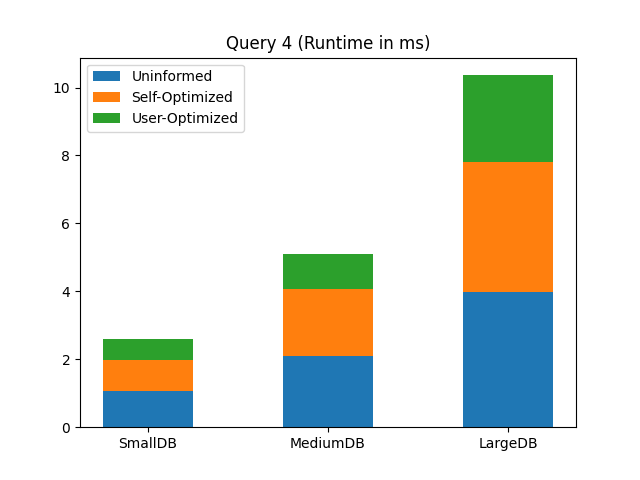 Query 4 (Runtime in ms)
Uninformed
Self-Optimized
User-Optimized
10
8
6
4
2
0
SmallDB
MediumDB
LargeDB